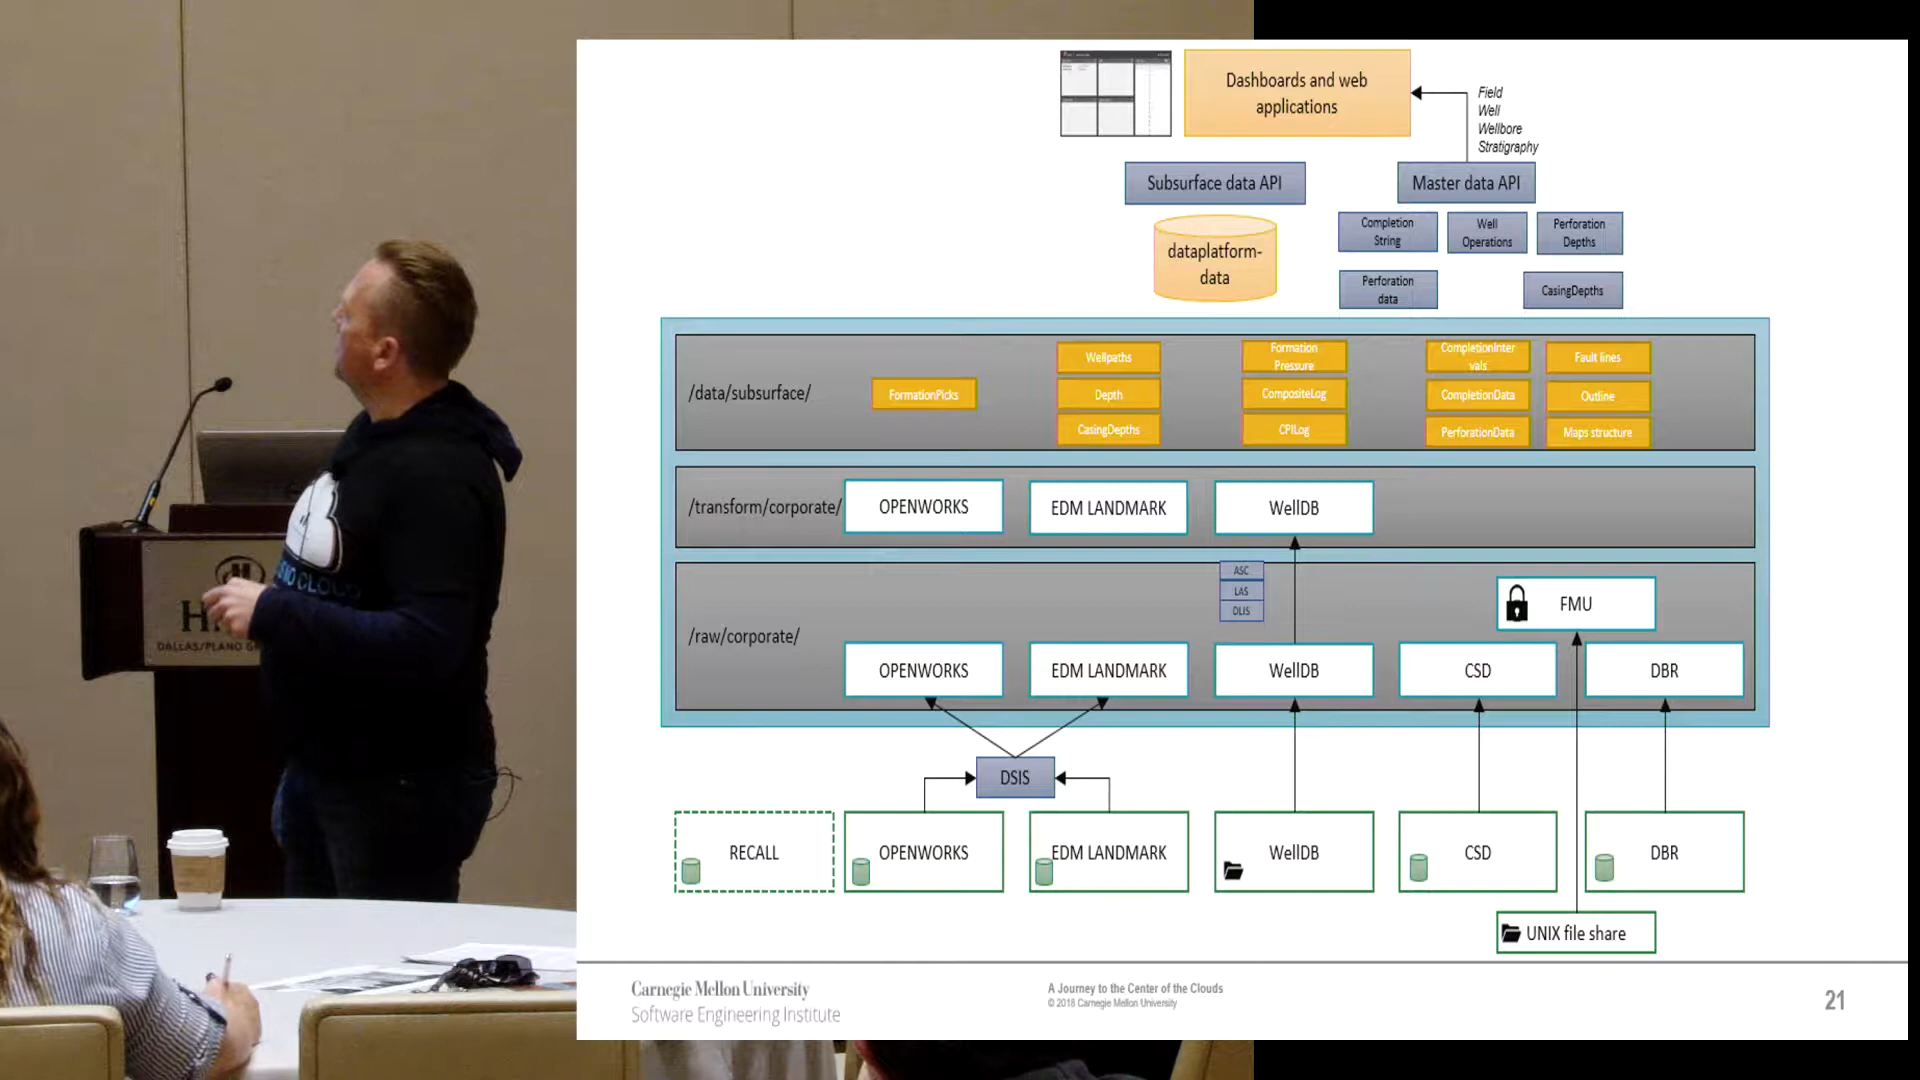 Dashboards and web
applications
Field
Well
Wellbore
Stratigraphy
Subsurface data API
Master data API
dataplatform-
data
Completion
String
Well
Operations
Perforation
Depths
Perforation
data
CasingDepths
/data/subsurface/
FormationPicks
Wellpaths
Depth
CasingDepths
Formation
Pressure
CompositeLog
CPILog
CompletionInter
vals
CompletionData
PerforationData
Fault lines
Outline
Maps structure
/transform/corporate/
OPENWORKS
EDM LANDMARK
WellDB
ASC
LAS
DLIS
/raw/corporate/
FMU
OPENWORKS
EDM LANDMARK
WellDB
CSD
DBR
DSIS
RECALL
OPENWORKS
EDM LANDMARK
WellDB
CSD
DBR
UNIX file share
Carnegie Mellon University
Software Engineering Institute
A Journey to the Center of the Clouds
© 2018 Carnegie Mellon University
21
CLOUD
DALLAS/PLANO